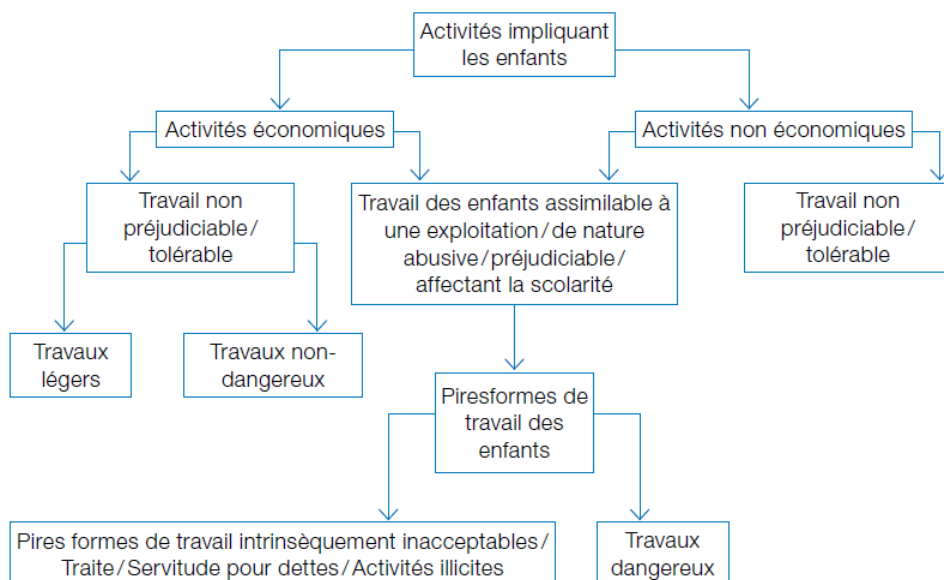 Activités impliquant
les enfants
Activités économiques
Activités non économiques
Travail non
préjudiciable/
tolérable
Travail des enfants assimilable à
une exploitation/de nature
abusive/préjudiciable/
affectant la scolarité
Travail non
préjudiciable/
tolérable
Travaux
légers
Travaux non-
dangereux
Piresformes de
travail des
enfants
Pires formes de travail intrinsèquement inacceptables/
Traite/Servitude pour dettes/Activités illicites
Travaux
dangereux